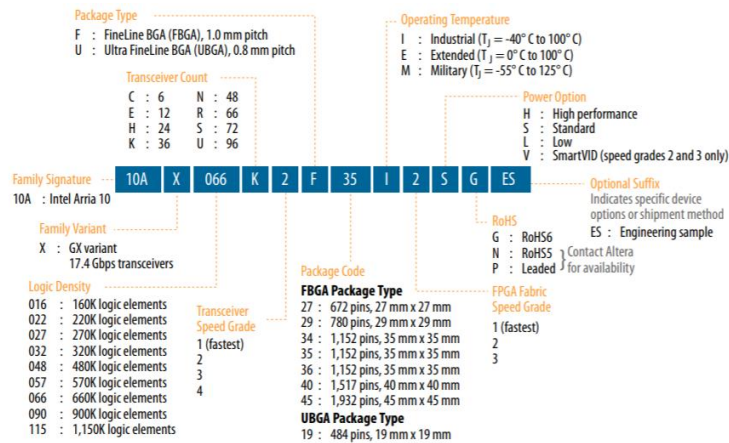 Package Type
F : FineLine BGA (FBGA), 1.0 mm pitch
U : Ultra FineLine BGA (UBGA), 0.8 mm pitch
Operating Temperature
I : Industrial (TJ = -40° C to 100° C)
E : Extended (TJ = 0° C to 100° C)
M : Military (TJ = -55° C to 125° C)
Transceiver Count
C : 6 N : 48
E : 12 R : 66
H : 24 S : 72
K : 36 U : 96
Power Option
H : High performance
S : Standard
L : Low
V : SmartVID (speed grades 2 and 3 only)
Family Signature
10A : Intel Arria 10
10A X 066 K 2 F 35 I 2 S G ES
Optional Suffix
Indicates specific device
options or shipment method
ES : Engineering sample
Family Variant
X : GX variant
17.4 Gbps transceivers
RoHS
G : RoHS6
N : RoHS5
P : Leaded
Contact Altera
for availability
Logic Density
016 : 160K logic elements
022 : 220K logic elements
027 : 270K logic elements
032 : 320K logic elements
048 : 480K logic elements
057 : 570K logic elements
066 : 660K logic elements
090 : 900K logic elements
115 : 1,150K logic elements
Transceiver
Speed Grade
1 (fastest)
2
3
4
Package Code
FBGA Package Type
27 : 672 pins, 27 mm x 27 mm
29 : 780 pins, 29 mm x 29 mm
34 : 1,152 pins, 35 mm x 35 mm
35 : 1,152 pins, 35 mm x 35 mm
36 : 1,152 pins, 35 mm x 35 mm
40 : 1,517 pins, 40 mm x 40 mm
45 : 1,932 pins, 45 mm x 45 mm
UBGA Package Type
19 : 484 pins, 19 mm x 19 mm
FPGA Fabric
Speed Grade
1 (fastest)
2
3